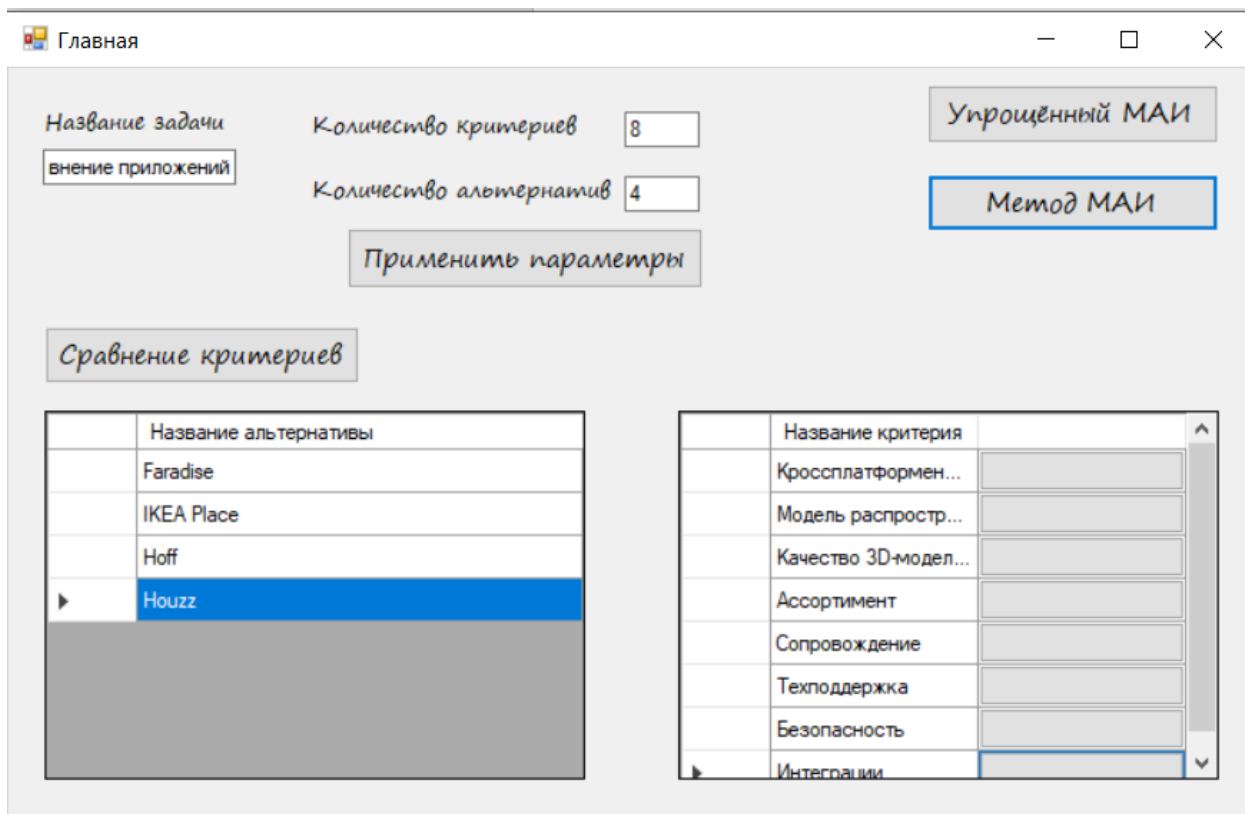 Главная
Название задачи
внение приложений
Количество критериев 8
Количество альтернатив 4
Применить параметры
Упрощённый МАИ
Метод МАИ
Сравнение критериев
Название альтернативы
Faradise
IKEA Place
Hoff
Houzz
Название критерия
Кроссплатформен...
Модель распростр...
Качество 3D-модел...
Ассортимент
Сопровождение
Техподдержка
Безопасность
Интеграции